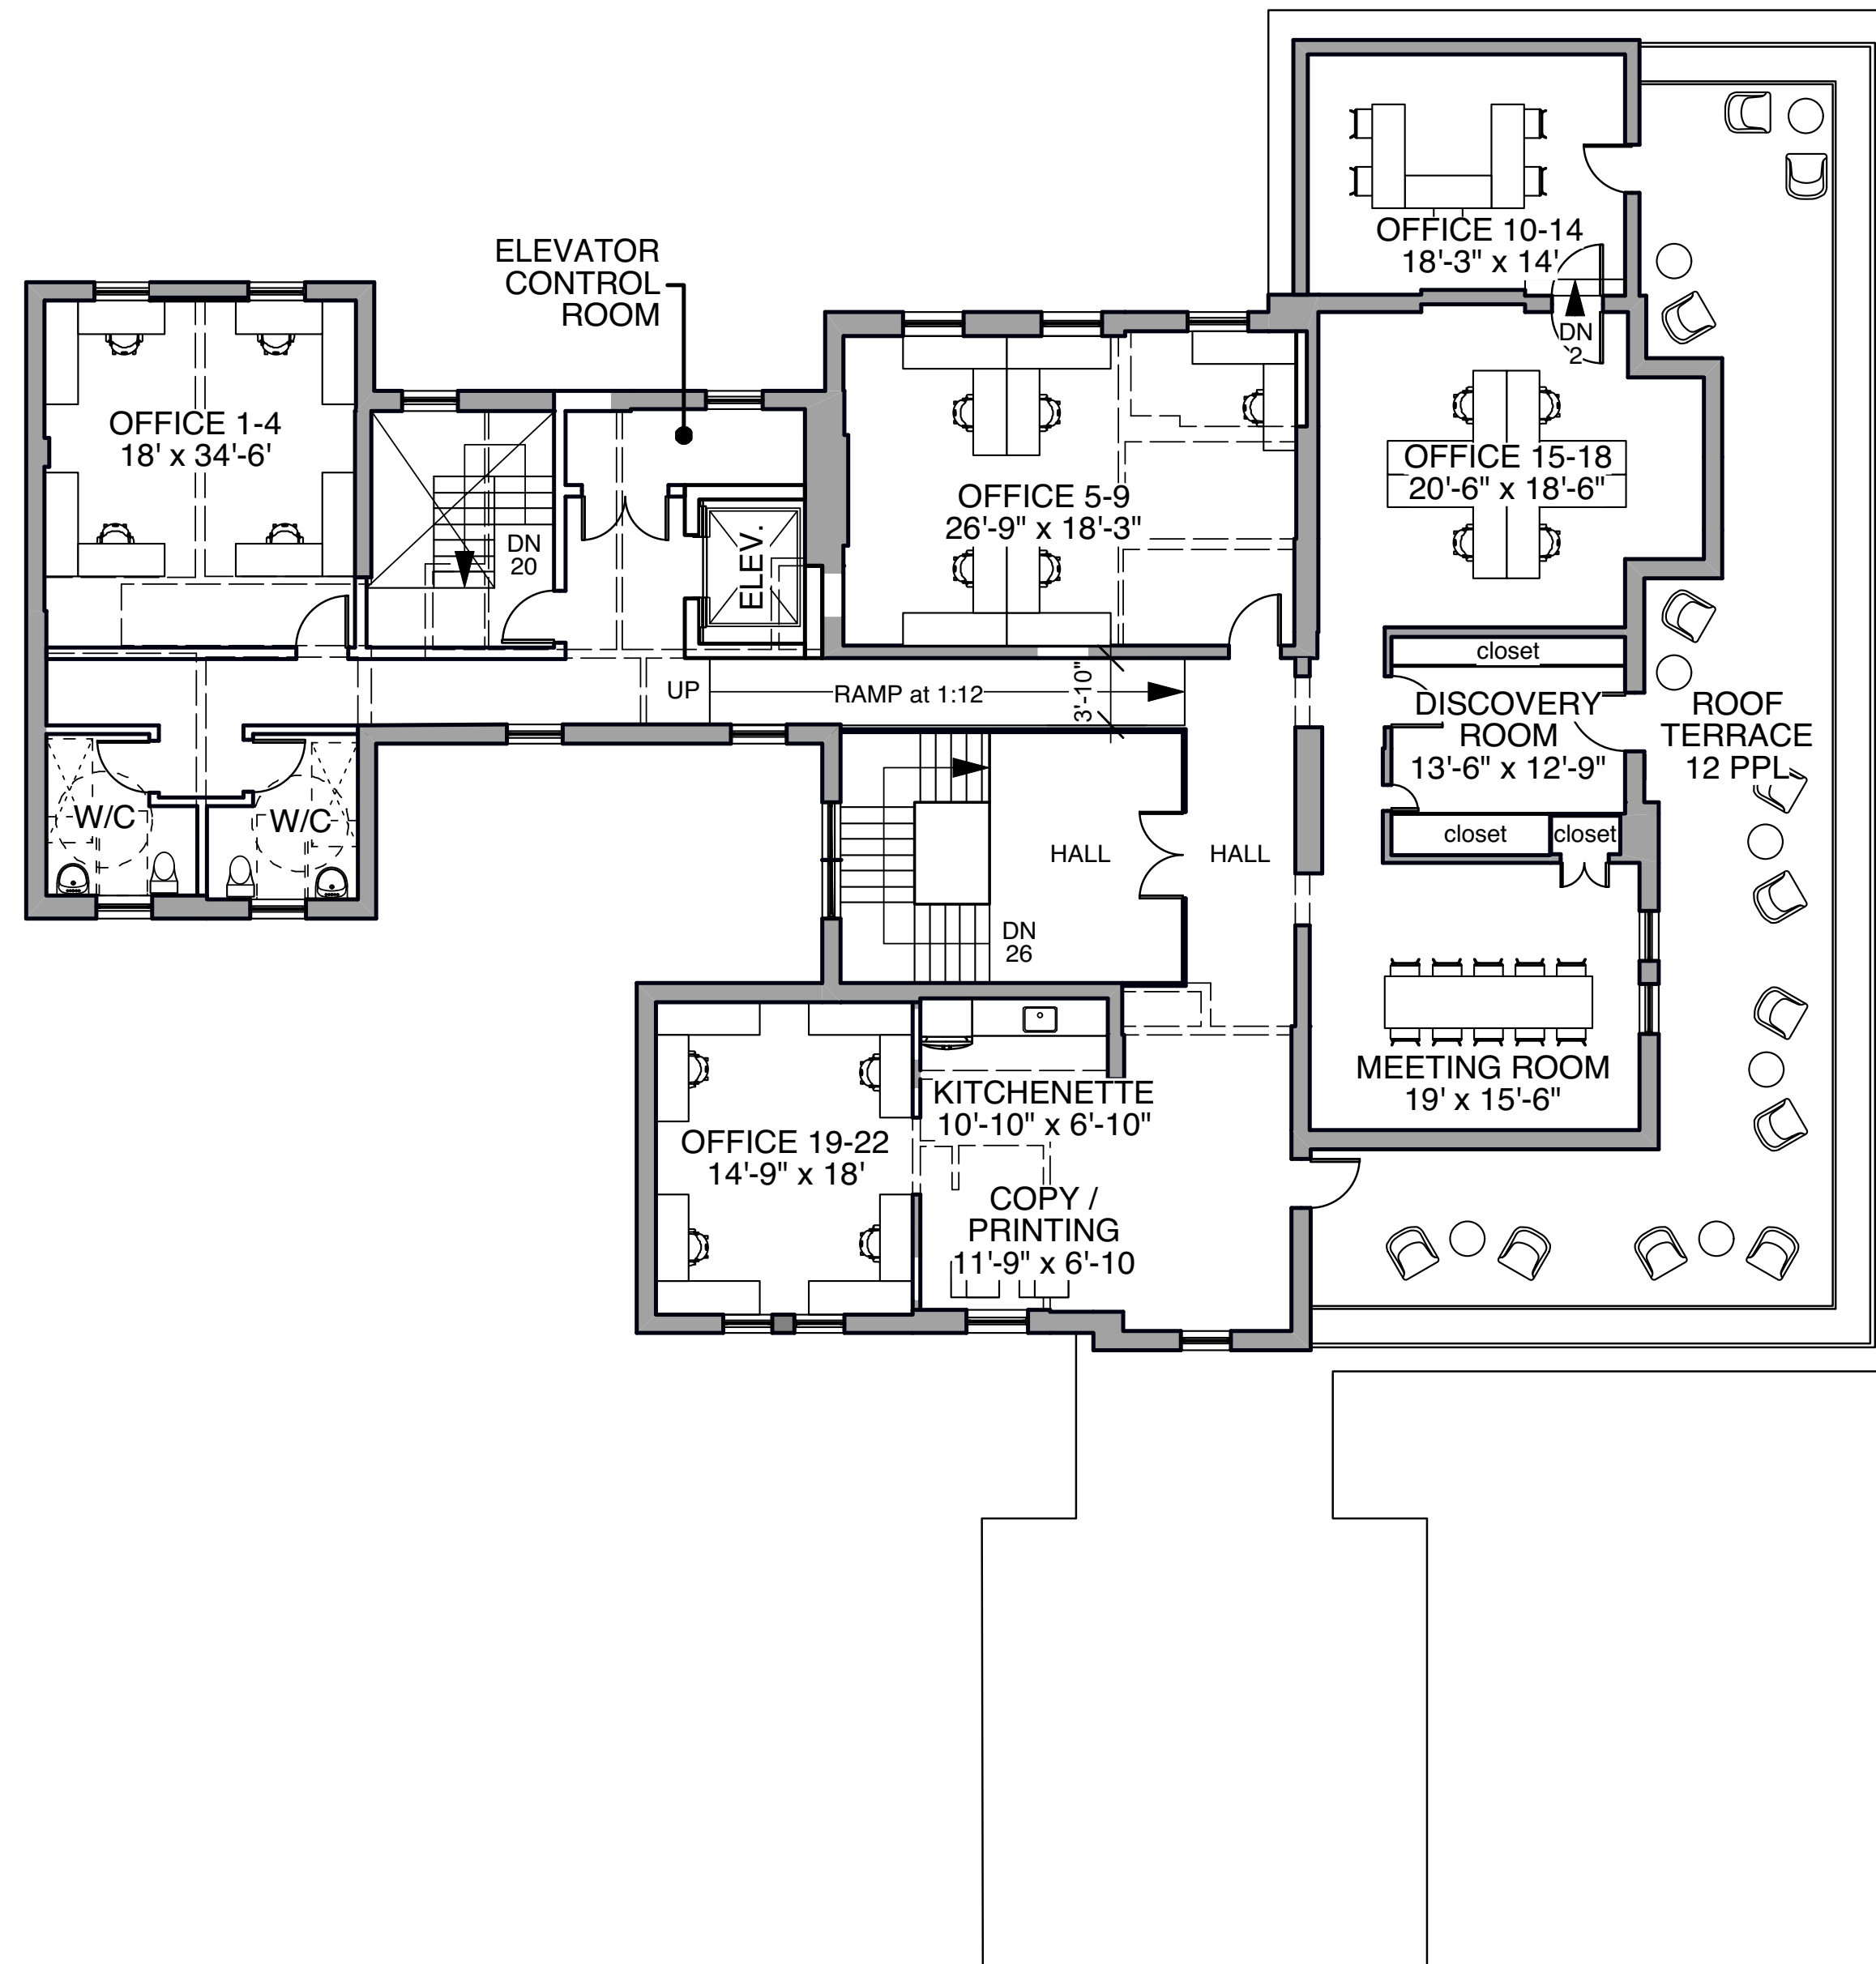 OFFICE 10-14
18'-3" x 14'
ELEVATOR
CONTROL
ROOM
DN
2
OFFICE 1-4
18' x 34'-6'
OFFICE 15-18
20'-6" x 18'-6"
OFFICE 5-9
26'-9" x 18'-3"
DN
20
ELEV.
closet
UP
RAMP at 1:12
3'-10"
DISCOVERY
ROOM
13'-6" x 12'-9"
ROOF
TERRACE
12 PPL
W/C
W/C
closet
closet
HALL
HALL
DN
26
MEETING ROOM
19' x 15'-6"
KITCHENETTE
10'-10" x 6'-10"
OFFICE 19-22
14'-9" x 18'
COPY /
PRINTING
11'-9" x 6'-10